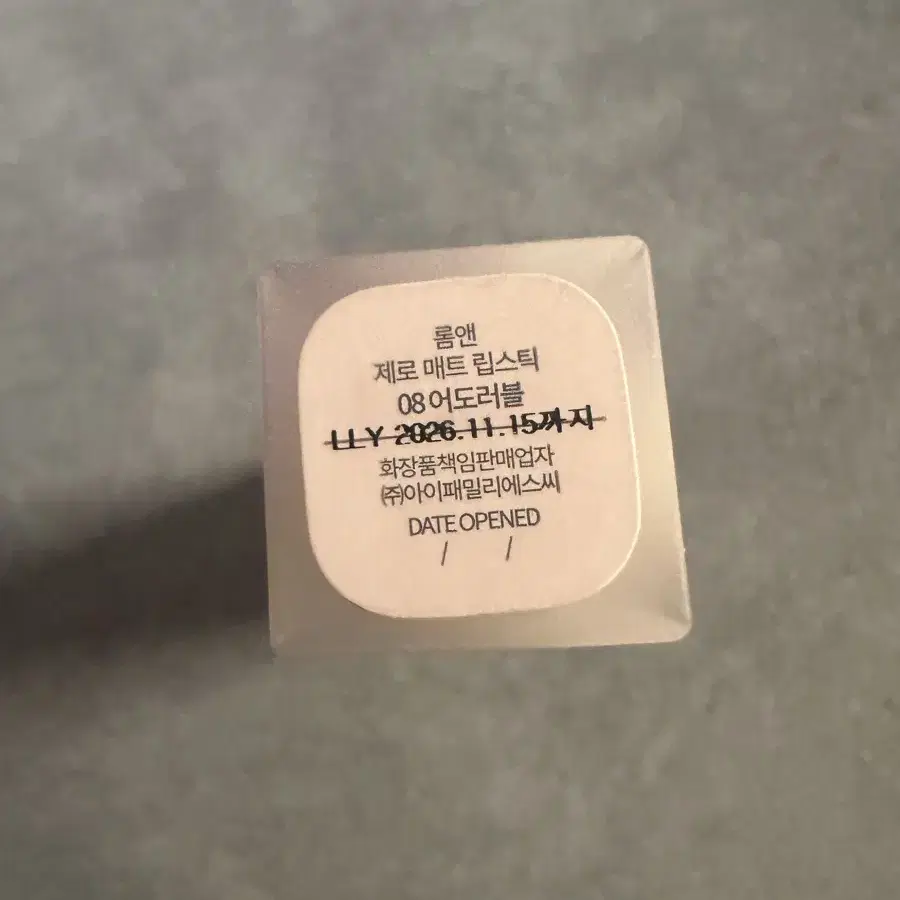 롬앤
제로 매트 립스틱
08 어도러블
LLY 2026.11.15까지
화장품책임판매업자
㈜아이패밀리에스씨
DATE OPENED
/ /